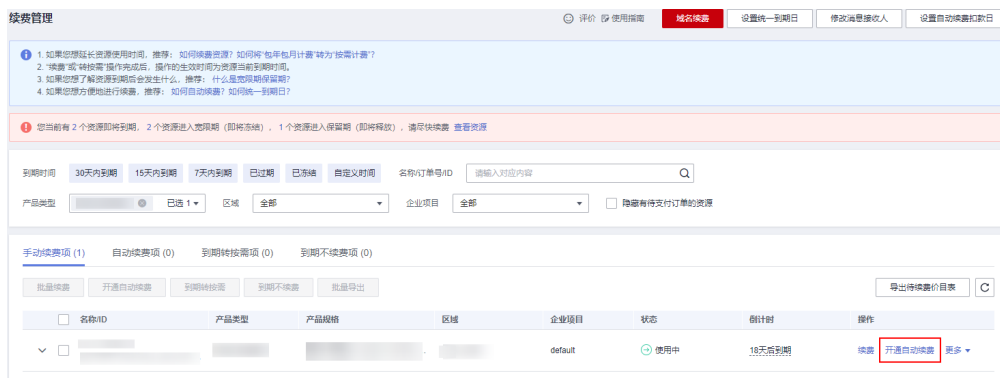 续费管理 评价 使用指南 域名续费 设置统一到期日 修改消息接收人 设置自动续费扣款日
1. 如果您想延长资源使用时间，推荐： 如何续费资源? 如何将“包年包月计费”转为“按需计费”?
2. “续费”或“转按需”操作完成后，操作的生效时间为资源当前到期时间。
3. 如果您想了解资源到期后会发生什么，推荐： 什么是宽限期保留期?
4. 如果您想方便地进行续费，推荐： 如何自动续费? 如何统一到期日?
您当前有 2 个资源即将到期， 2 个资源进入宽限期（即将冻结）， 1 个资源进入保留期（即将释放），请尽快续费 查看资源
到期时间 30天内到期 15天内到期 7天内到期 已过期 已冻结 自定义时间 名称/订单号/ID 请输入对应内容
产品类型 已选 1 区域 全部 企业项目 全部 隐藏有待支付订单的资源
手动续费项 (1) 自动续费项 (0) 到期转按需项 (0) 到期不续费项 (0)
批量续费 开通自动续费 到期转按需 到期不续费 批量导出 导出待续费价目表
名称/ID 产品类型 产品规格 区域 企业项目 状态 倒计时 操作
default 使用中 18天后到期 续费 开通自动续费 更多